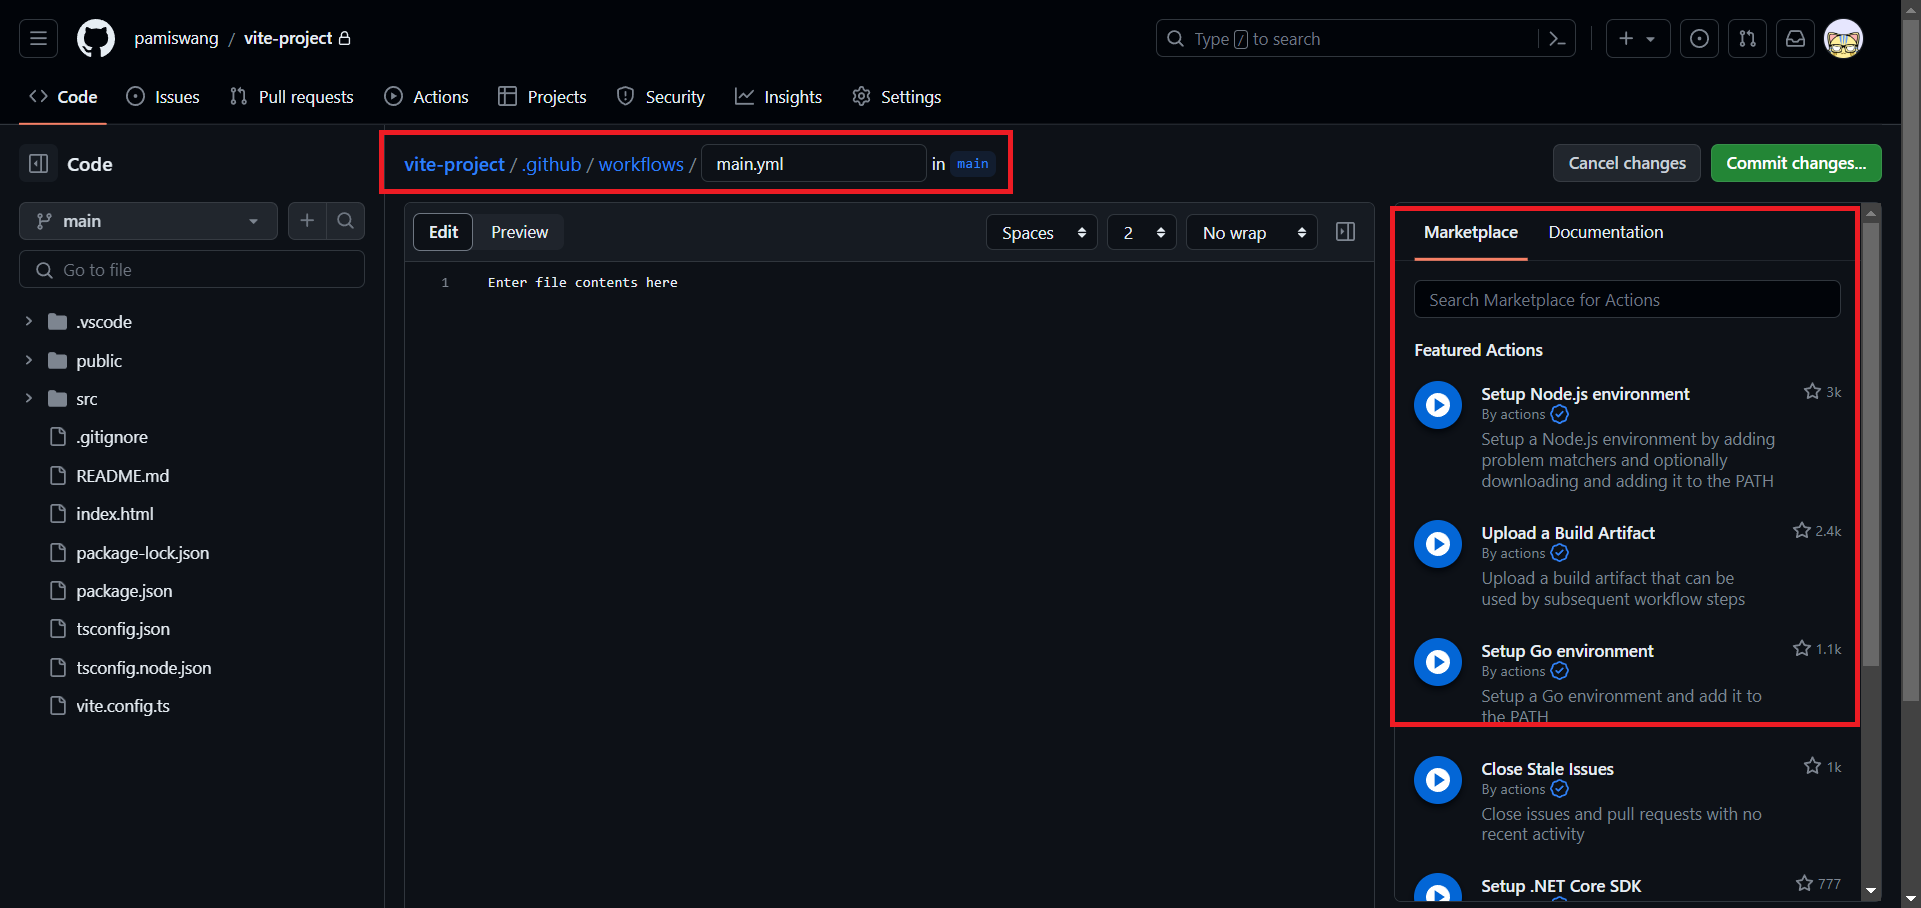 pamiswang / vite-project
Type / to search
Code
Issues
Pull requests
Actions
Projects
Security
Insights
Settings
Code
main
Go to file
.vscode
public
src
.gitignore
README.md
index.html
package-lock.json
package.json
tsconfig.json
tsconfig.node.json
vite.config.ts
vite-project / .github / workflows / main.yml in main
Cancel changes
Commit changes...
Edit
Preview
Spaces
2
No wrap
1 Enter file contents here
Marketplace
Documentation
Search Marketplace for Actions
Featured Actions
Setup Node.js environment
3k
By actions
Setup a Node.js environment by adding
problem matchers and optionally
downloading and adding it to the PATH
Upload a Build Artifact
2.4k
By actions
Upload a build artifact that can be
used by subsequent workflow steps
Setup Go environment
1.1k
By actions
Setup a Go environment and add it to
the PATH
Close Stale Issues
1k
By actions
Close issues and pull requests with no
recent activity
Setup .NET Core SDK
777